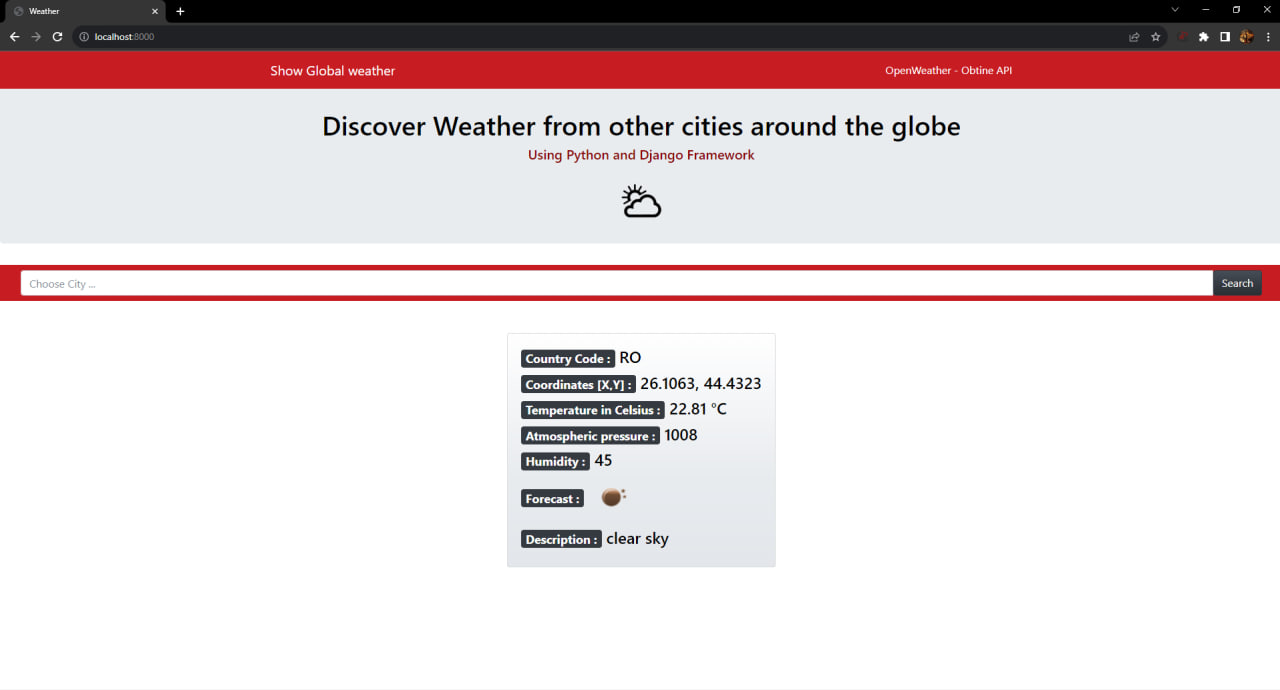 Weather
localhost:8000
Show Global weather
OpenWeather - Obtine API
Discover Weather from other cities around the globe
Using Python and Django Framework
Choose City ...
Search
Country Code : RO
Coordinates [X,Y] : 26.1063, 44.4323
Temperature in Celsius : 22.81 °C
Atmospheric pressure : 1008
Humidity : 45
Forecast :
Description : clear sky